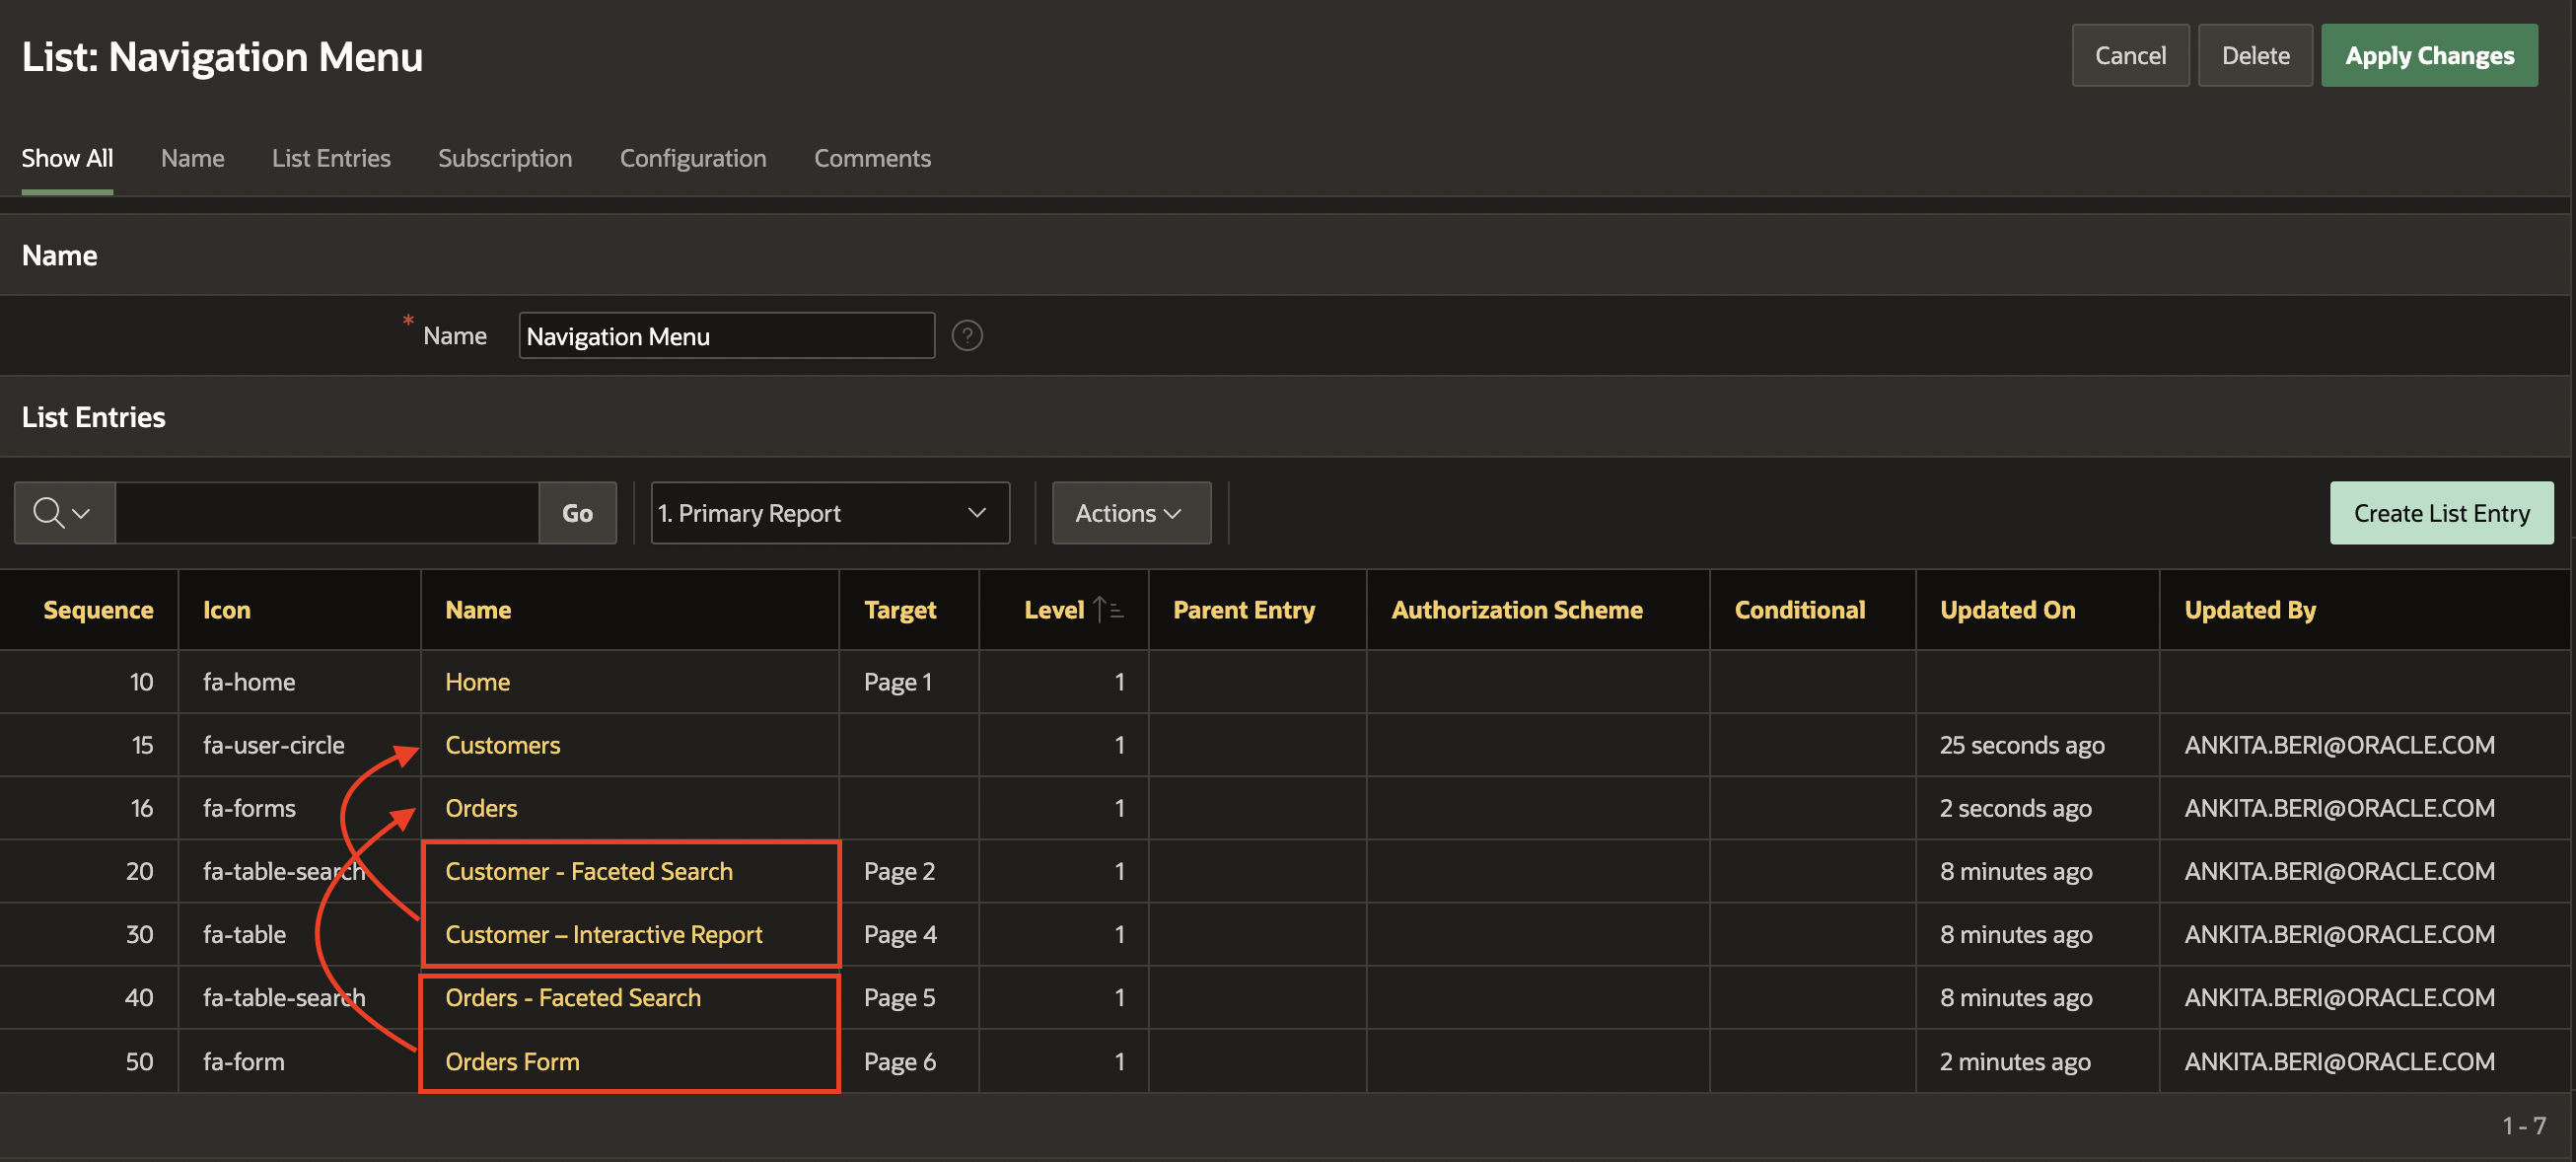 List: Navigation Menu
Cancel Delete Apply Changes
Show All Name List Entries Subscription Configuration Comments
Name
* Name Navigation Menu ?
List Entries
Go 1. Primary Report Actions Create List Entry
Sequence Icon Name Target Level Parent Entry Authorization Scheme Conditional Updated On Updated By
10 fa-home Home Page 1 1
15 fa-user-circle Customers 1 25 seconds ago ANKITA.BERI@ORACLE.COM
16 fa-forms Orders 1 2 seconds ago ANKITA.BERI@ORACLE.COM
20 fa-table-search Customer - Faceted Search Page 2 1 8 minutes ago ANKITA.BERI@ORACLE.COM
30 fa-table Customer – Interactive Report Page 4 1 8 minutes ago ANKITA.BERI@ORACLE.COM
40 fa-table-search Orders - Faceted Search Page 5 1 8 minutes ago ANKITA.BERI@ORACLE.COM
50 fa-form Orders Form Page 6 1 2 minutes ago ANKITA.BERI@ORACLE.COM
1 - 7